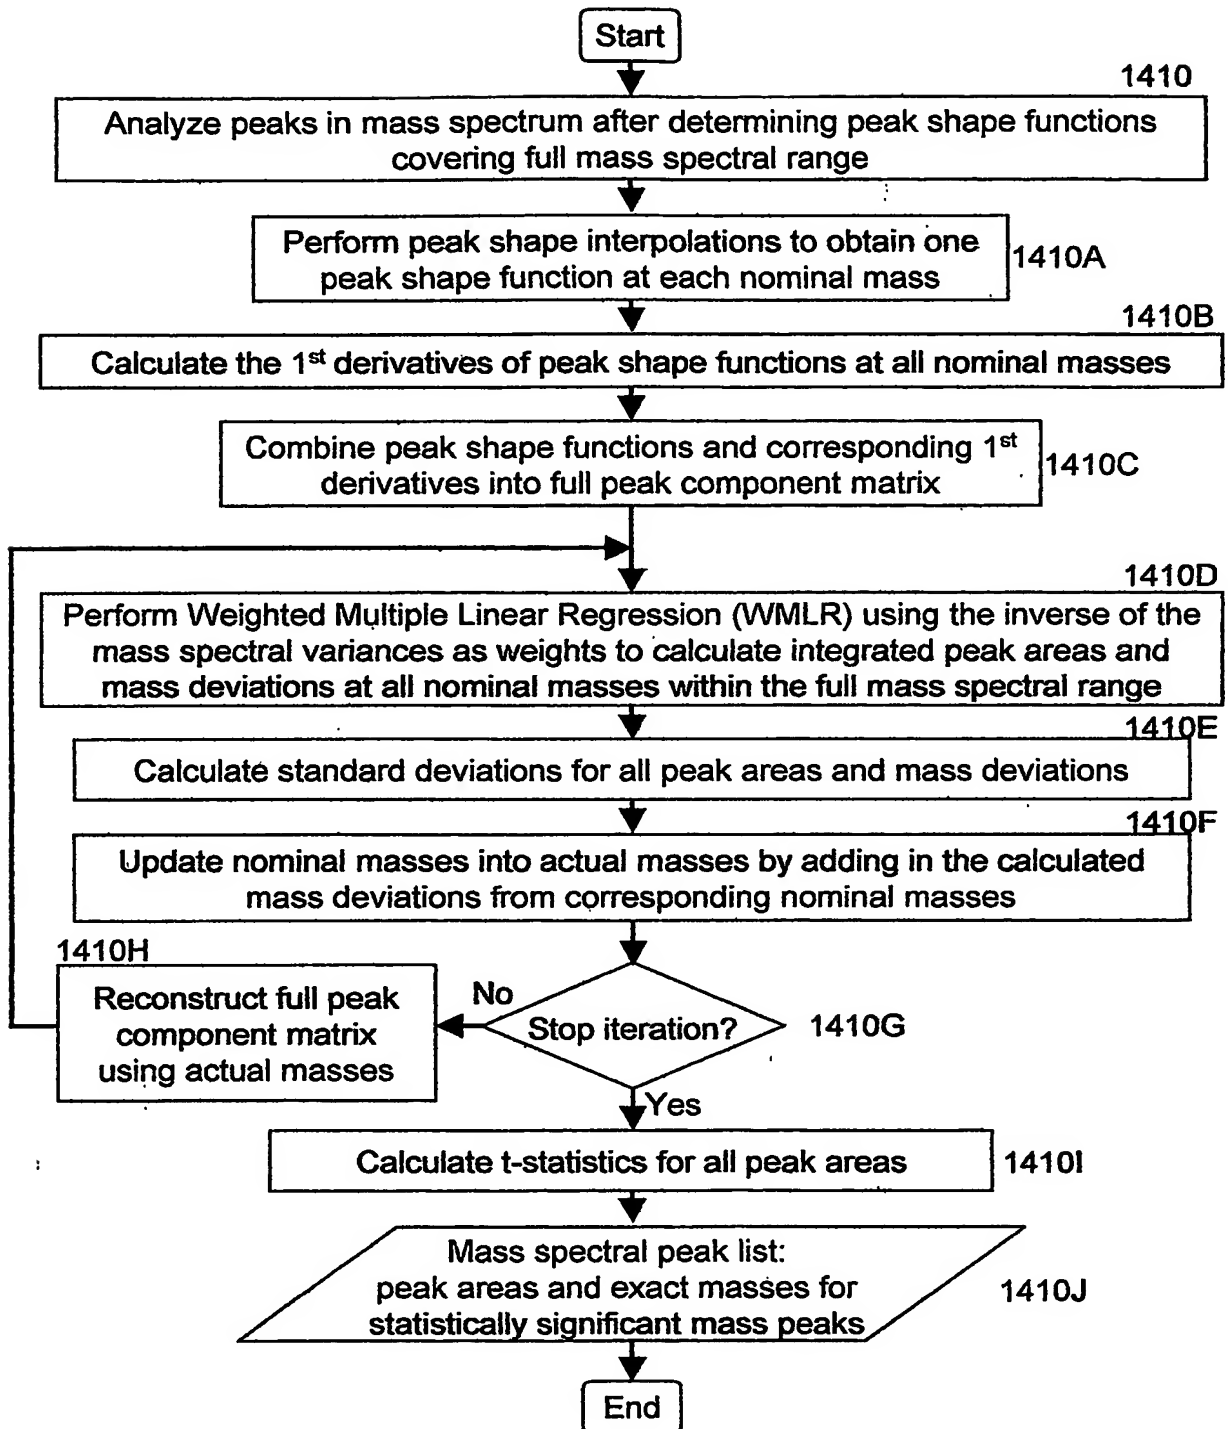 Start
1410
Analyze peaks in mass spectrum after determining peak shape functions
covering full mass spectral range
Perform peak shape interpolations to obtain one
peak shape function at each nominal mass
1410A
1410B
Calculate the 1st derivatives of peak shape functions at all nominal masses
Combine peak shape functions and corresponding 1st
derivatives into full peak component matrix
1410C
1410D
Perform Weighted Multiple Linear Regression (WMLR) using the inverse of the
mass spectral variances as weights to calculate integrated peak areas and
mass deviations at all nominal masses within the full mass spectral range
1410E
Calculate standard deviations for all peak areas and mass deviations
1410F
Update nominal masses into actual masses by adding in the calculated
mass deviations from corresponding nominal masses
1410H
Reconstruct full peak
component matrix
using actual masses
No
Stop iteration?
1410G
Yes
Calculate t-statistics for all peak areas
1410I
Mass spectral peak list:
peak areas and exact masses for
statistically significant mass peaks
1410J
End